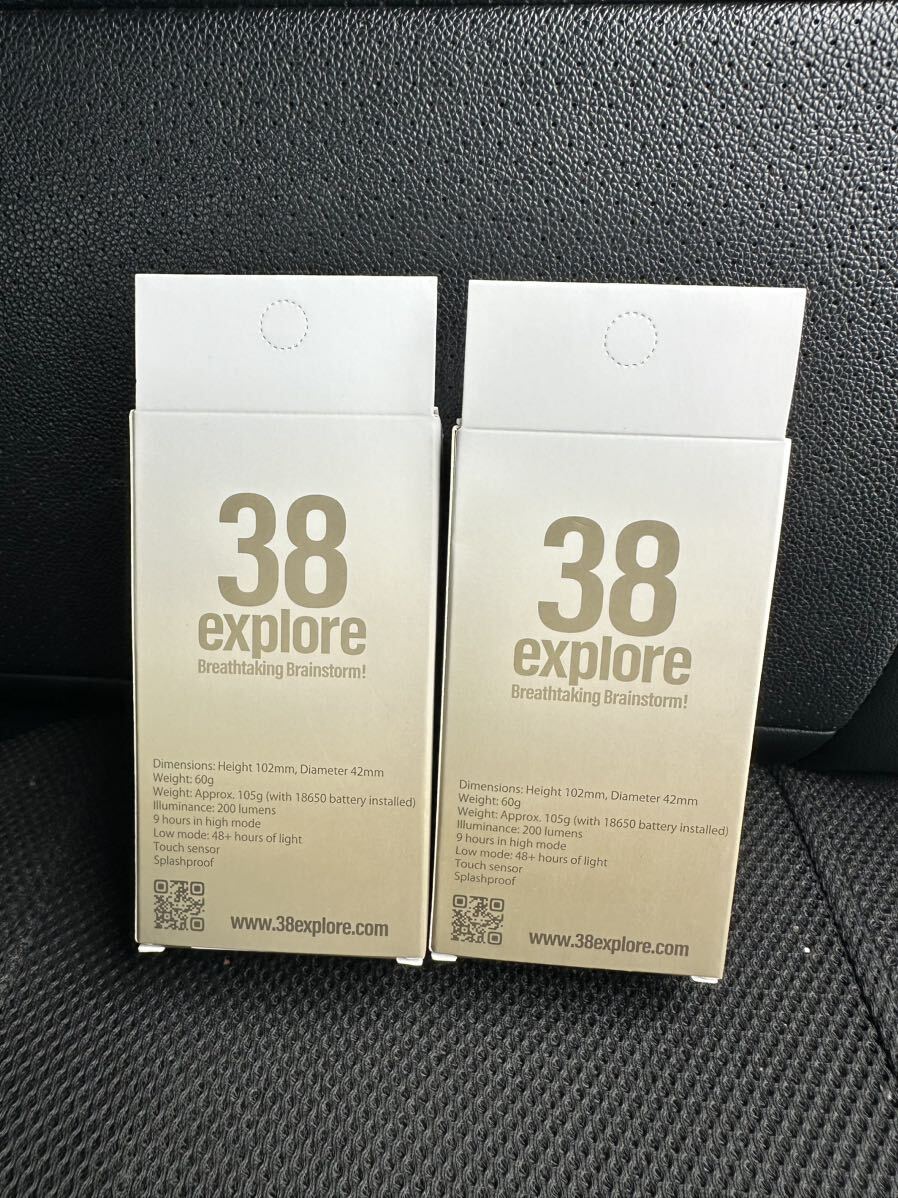 38
explore
Breathtaking Brainstorm!
Dimensions: Height 102mm, Diameter 42mm
Weight: 60g
Weight: Approx. 105g (with 18650 battery installed)
Illuminance: 200 lumens
9 hours in high mode
Low mode: 48+ hours of light
Touch sensor
Splashproof
www.38explore.com
38
explore
Breathtaking Brainstorm!
Dimensions: Height 102mm, Diameter 42mm
Weight: 60g
Weight: Approx. 105g (with 18650 battery installed)
Illuminance: 200 lumens
9 hours in high mode
Low mode: 48+ hours of light
Touch sensor
Splashproof
www.38explore.com